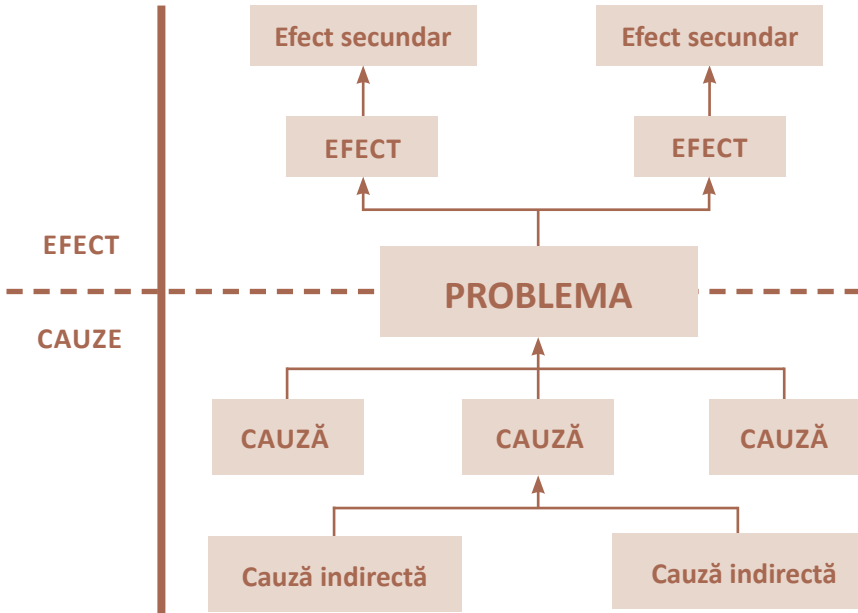 Efect secundar
Efect secundar
EFECT
EFECT
EFECT
PROBLEMA
CAUZE
CAUZĂ
CAUZĂ
CAUZĂ
Cauză indirectă
Cauză indirectă